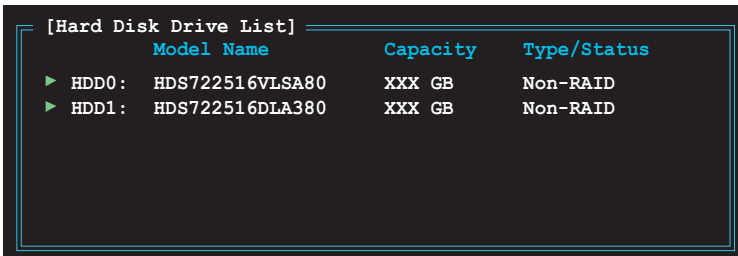 [Hard Disk Drive List]
Model Name Capacity Type/Status
HDD0: HDS722516VLSA80 XXX GB Non-RAID
HDD1: HDS722516DLA380 XXX GB Non-RAID